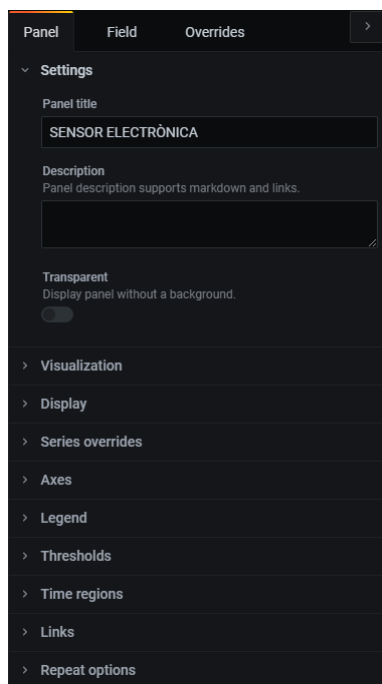 Panel Field Overrides
Settings
Panel title
SENSOR ELECTRÒNICA
Description
Panel description supports markdown and links.
Transparent
Display panel without a background.
Visualization
Display
Series overrides
Axes
Legend
Thresholds
Time regions
Links
Repeat options